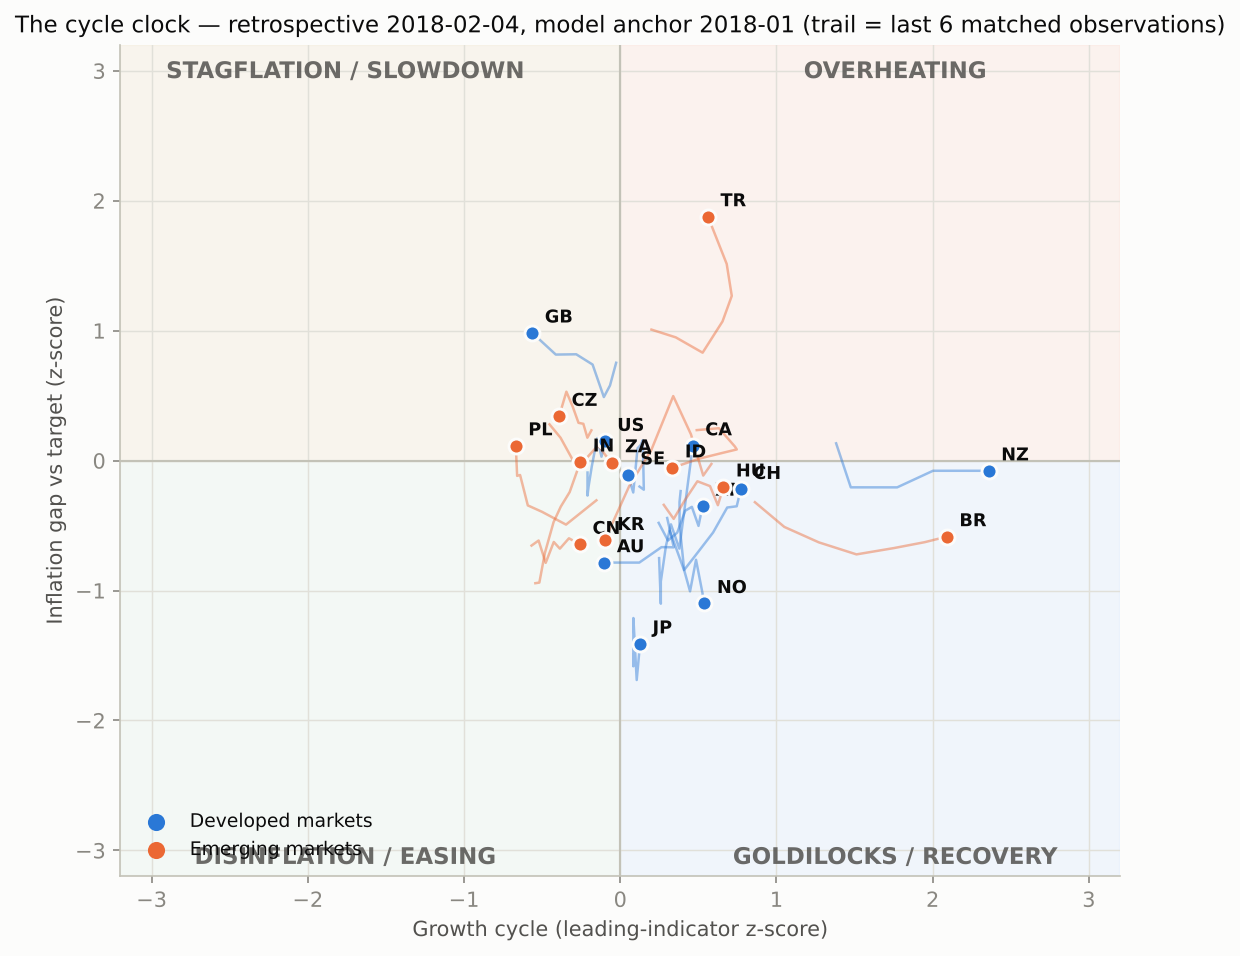 The cycle clock — retrospective 2018-02-04, model anchor 2018-01 (trail = last 6 matched observations)
STAGFLATION / SLOWDOWN
OVERHEATING
3
2
1
0
−1
−2
−3
Inflation gap vs target (z-score)
TR
GB
CZ
PL
US
CA
IN
ZA
SE
ID
NZ
HU
CH
BR
CN
KR
AU
NO
JP
Developed markets
Emerging markets
DISINFLATION / EASING
GOLDILOCKS / RECOVERY
−3
−2
−1
0
1
2
3
Growth cycle (leading-indicator z-score)